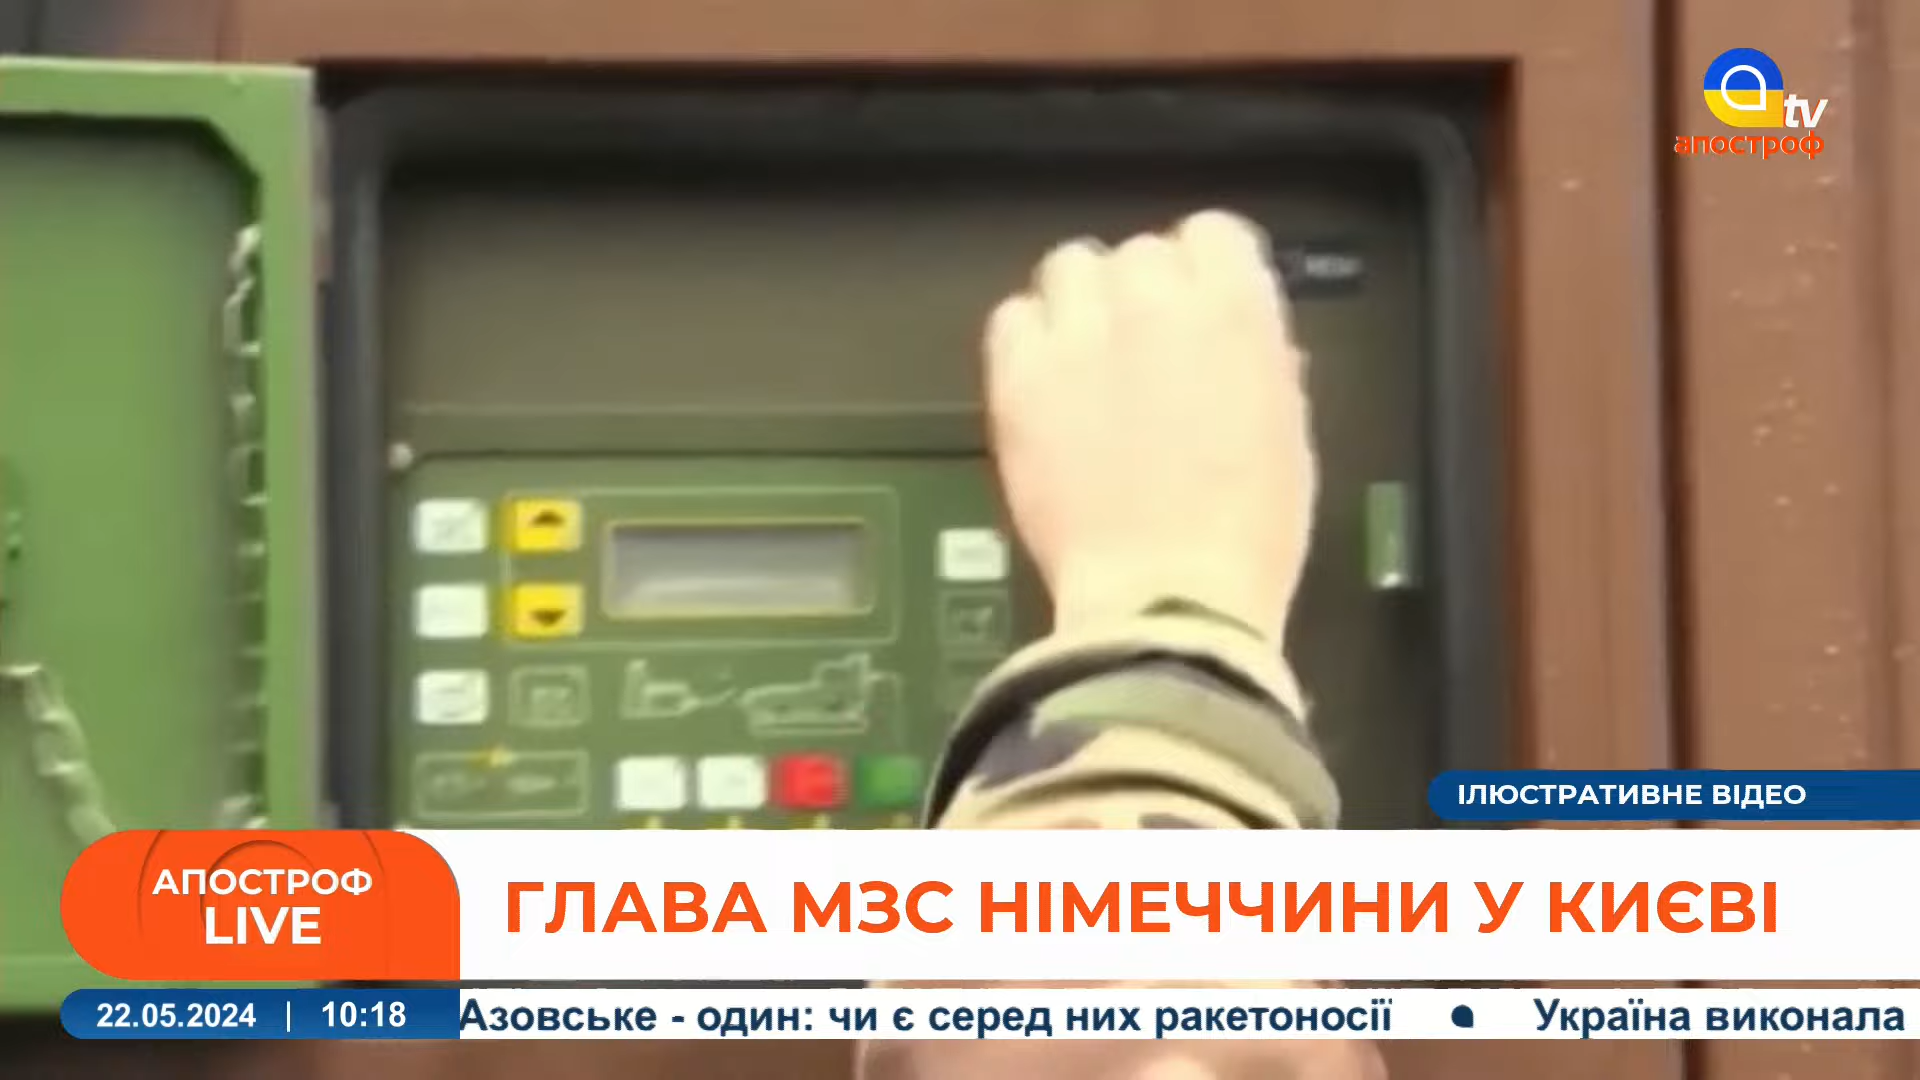 tv
апостроф
ІЛЮСТРАТИВНЕ ВІДЕО
АПОСТРОФ
LIVE
ГЛАВА МЗС НІМЕЧЧИНИ У КИЄВІ
22.05.2024 | 10:18
Азовське - один: чи є серед них ракетоносії • Україна виконала